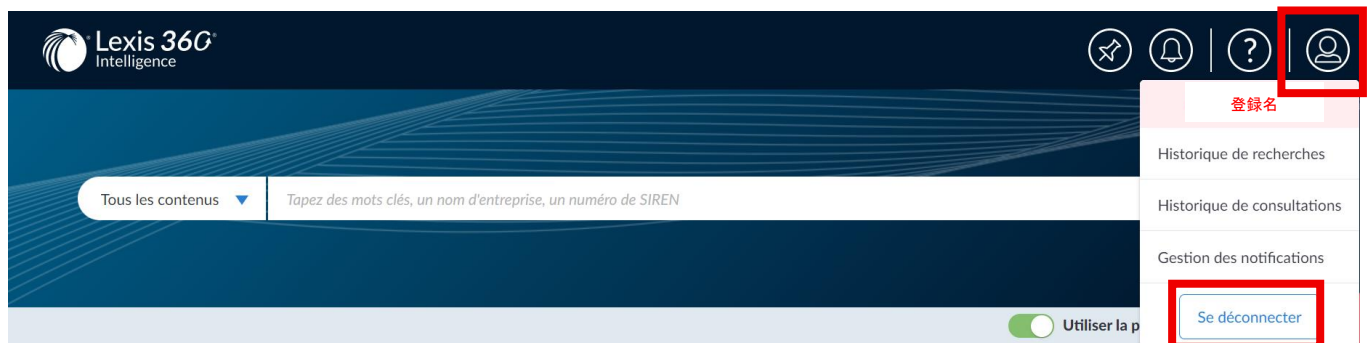 Lexis 360
Intelligence
登録名
Historique de recherches
Tous les contenus
Tapez des mots clés, un nom d'entreprise, un numéro de SIREN
Historique de consultations
Gestion des notifications
Utiliser la p
Se déconnecter